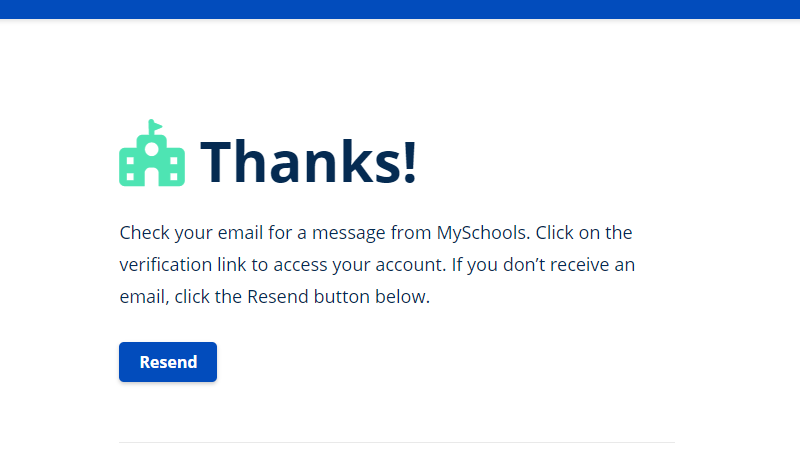 Thanks!
Check your email for a message from MySchools. Click on the
verification link to access your account. If you don’t receive an
email, click the Resend button below.
Resend